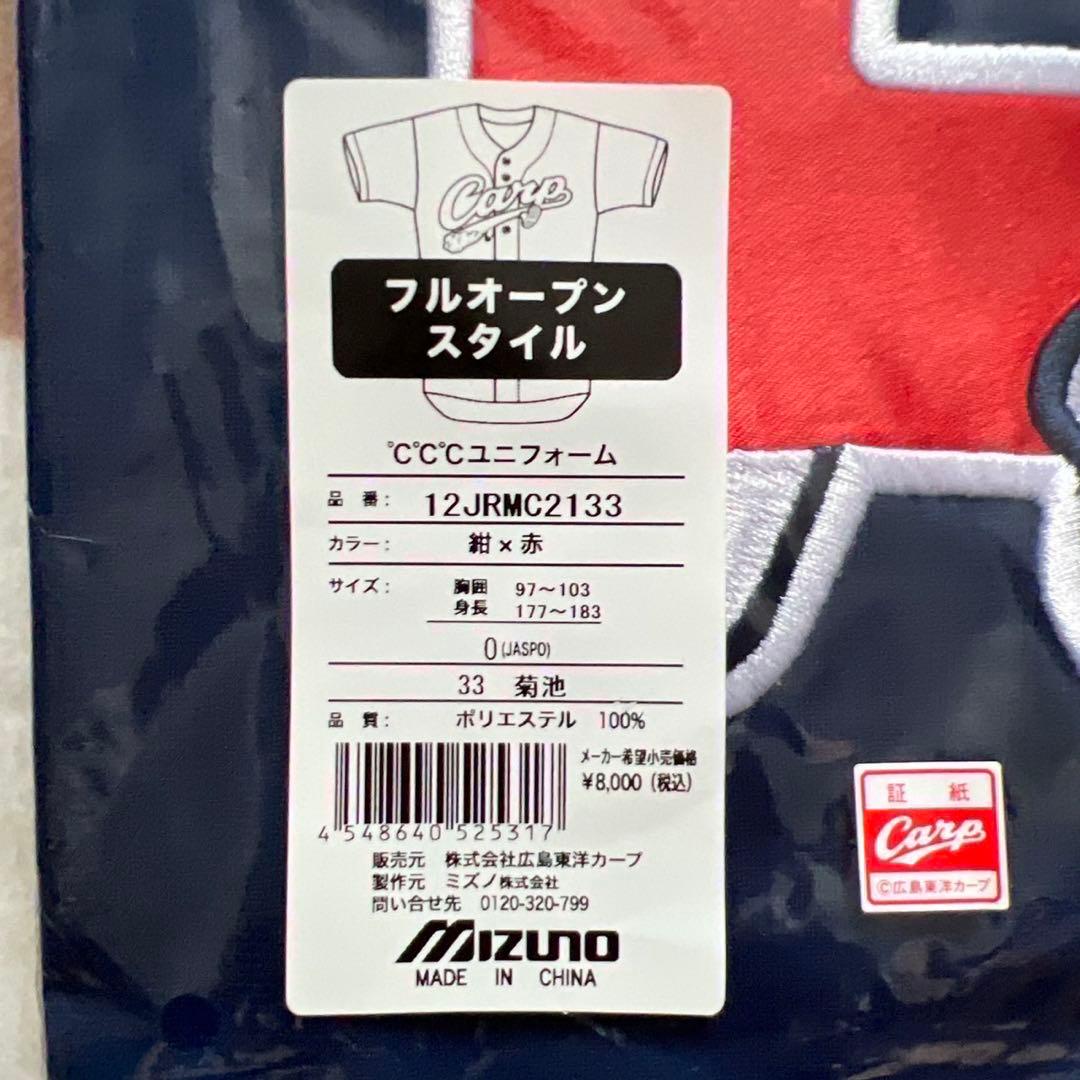 Carp
フルオープン
スタイル
℃℃℃ユニフォーム
品 番: 12JRMC2133
カラー: 紺×赤
サイズ: 胸囲 97～103
身長 177～183
O(JASPO)
33 菊池
品 質: ポリエステル 100%
メーカー希望小売価格
¥8,000 (税込)
4 548640 525317
販売元 株式会社広島東洋カープ
製作元 ミズノ株式会社
問い合せ先 0120-320-799
MIZUNO
MADE IN CHINA
証 紙
Carp
©広島東洋カープ